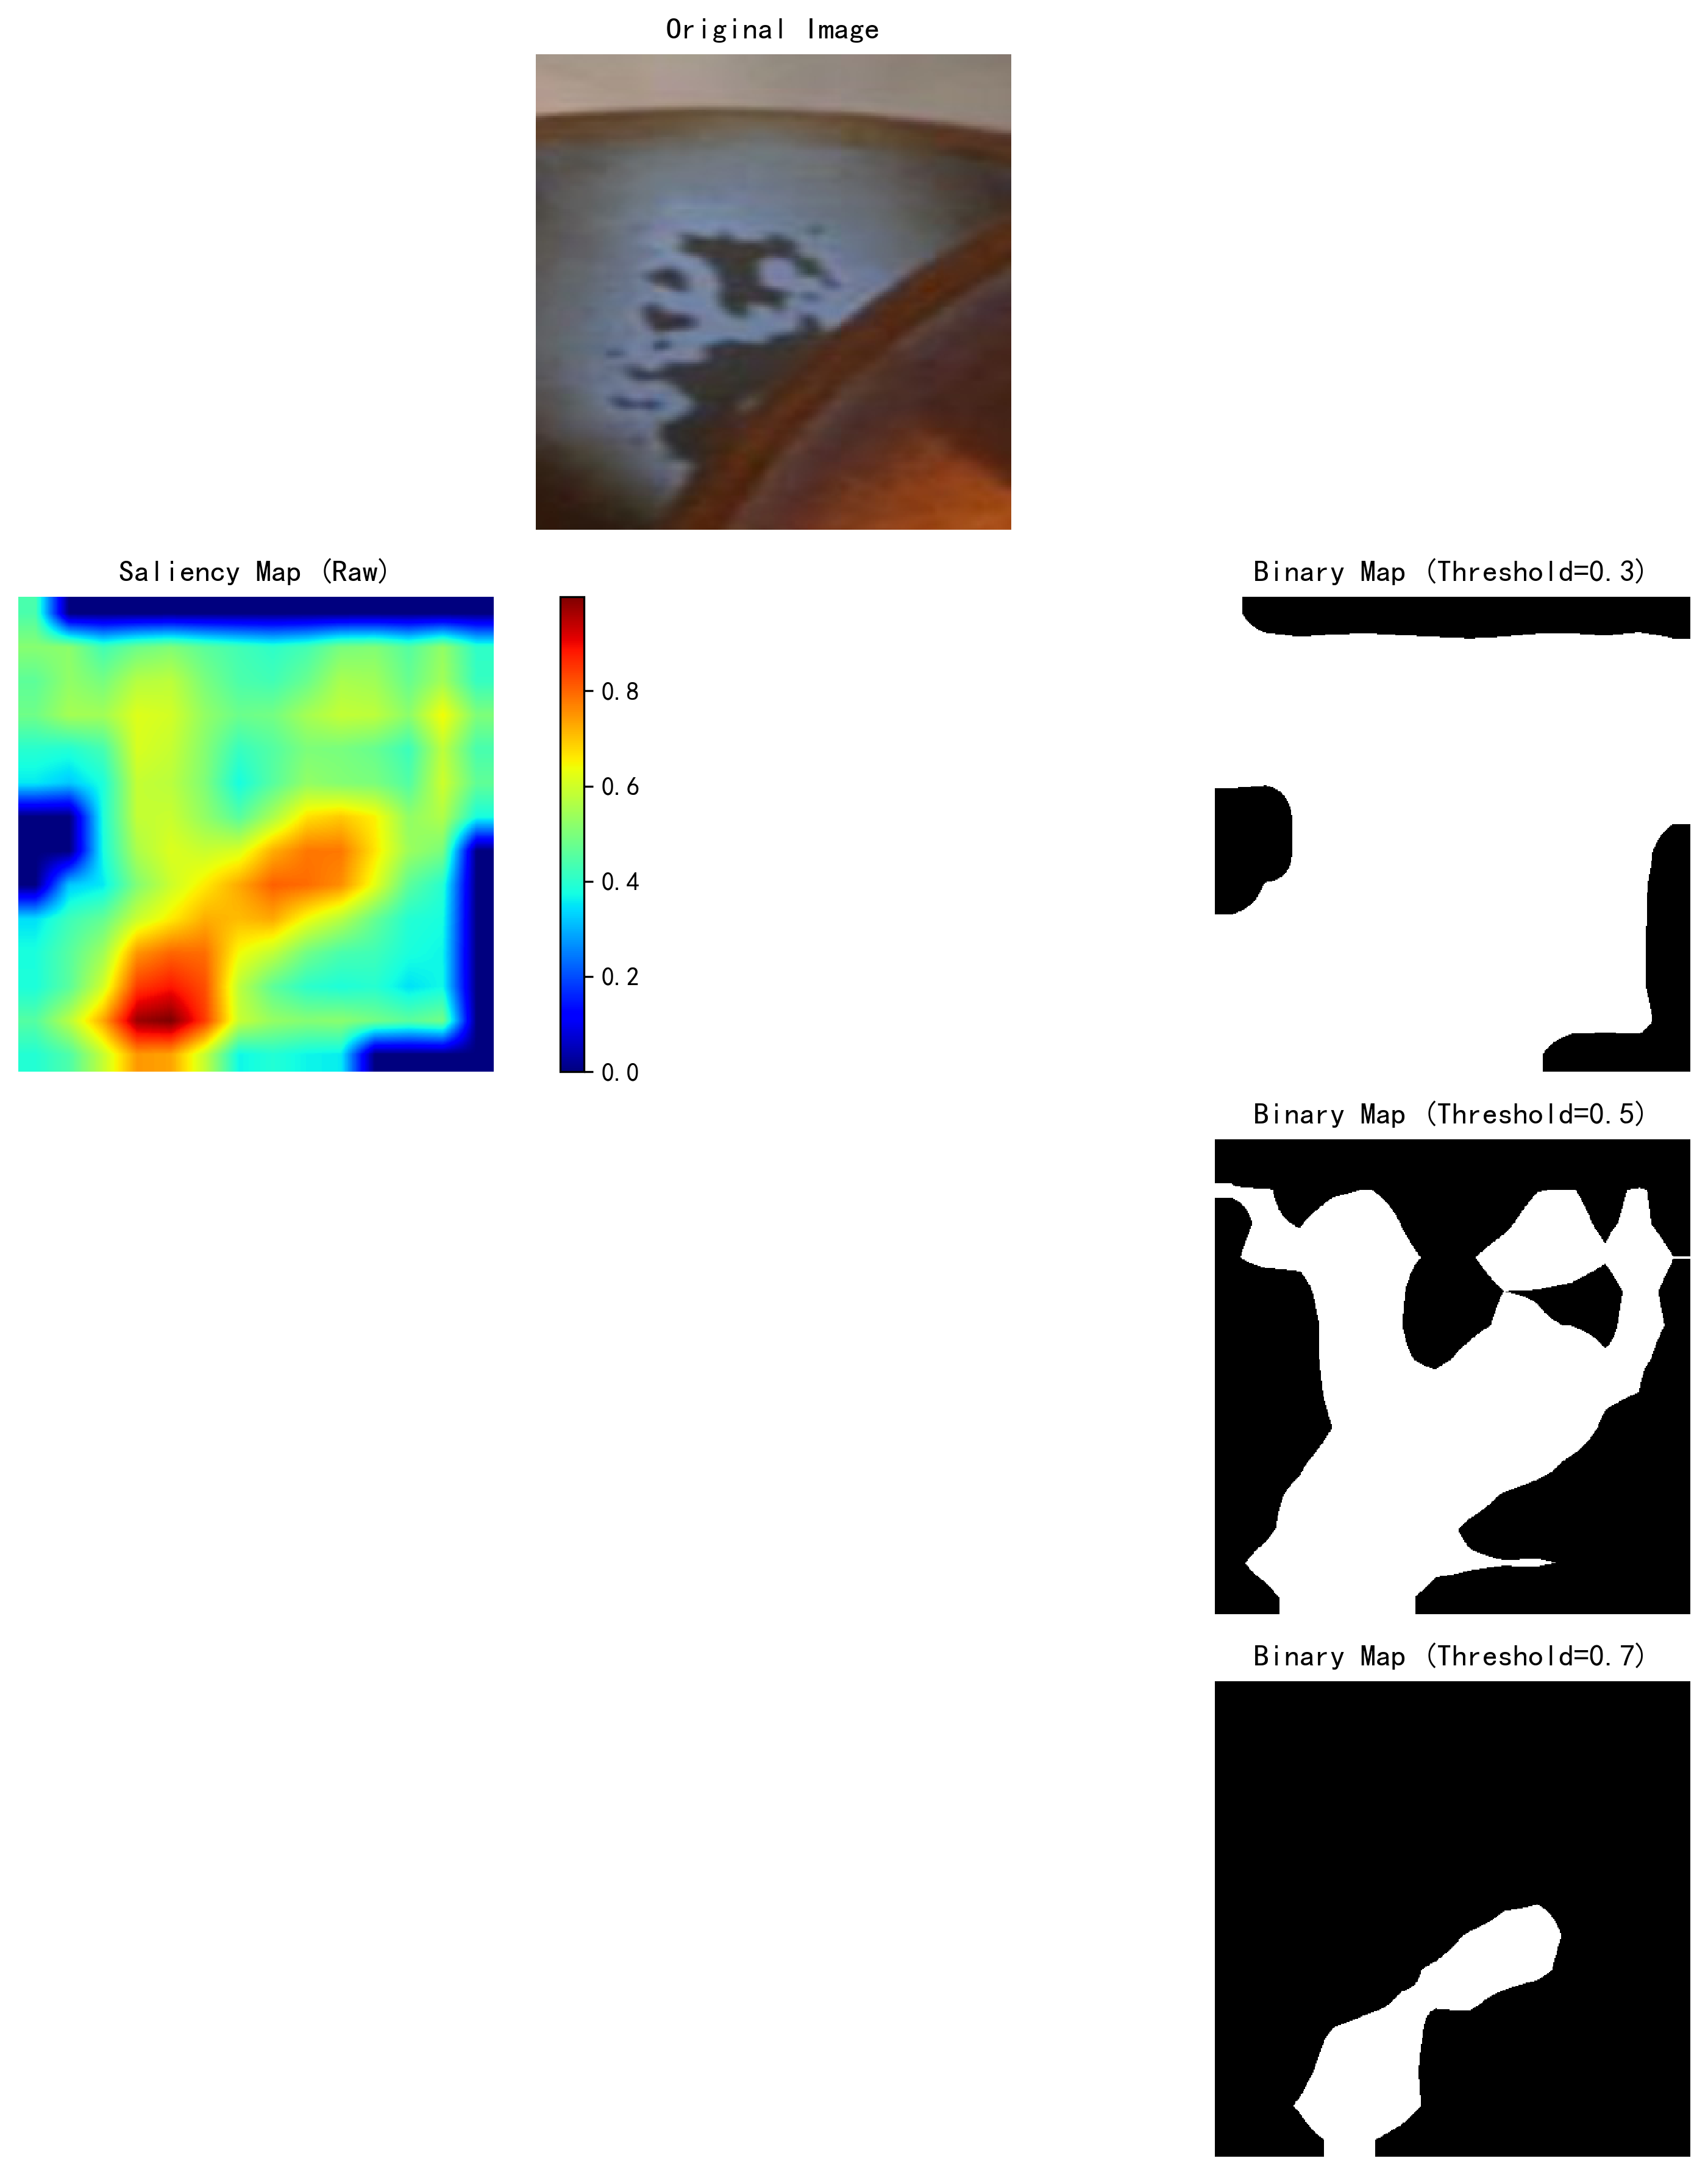 Original Image
Saliency Map (Raw)
Binary Map (Threshold=0.3)
0.8
0.6
0.4
0.2
0.0
Binary Map (Threshold=0.5)
Binary Map (Threshold=0.7)